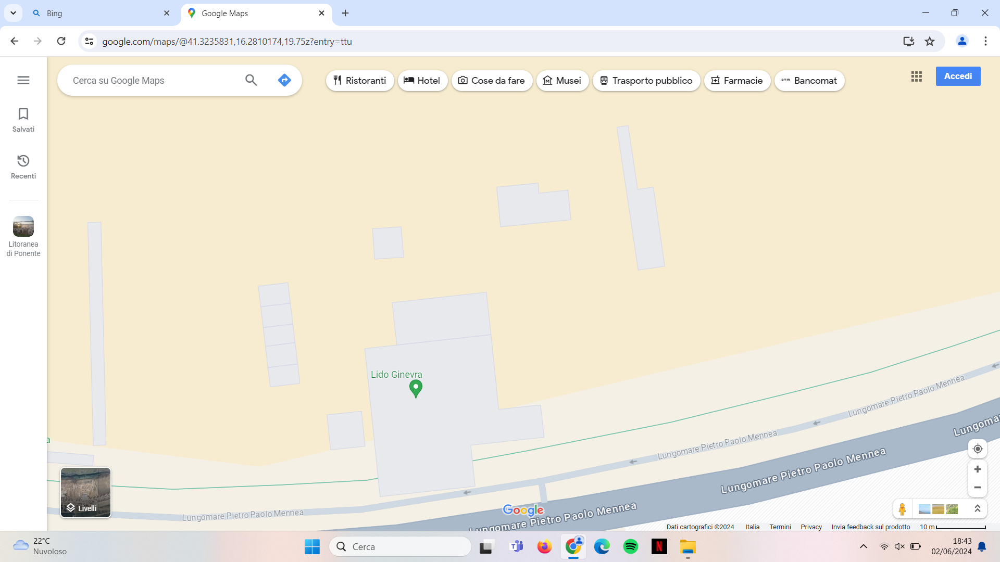 Bing
Google Maps
google.com/maps/@41.3235831,16.2810174,19.75z?entry=ttu
Cerca su Google Maps
Ristoranti
Hotel
Cose da fare
Musei
Trasporto pubblico
Farmacie
ATM
Bancomat
Accedi
Salvati
Recenti
Litoranea
di Ponente
Lido Ginevra
a
Lungomare Pietro Paolo Mennea
Lungomar
Lungomare Pietro Paolo Mennea
Lungomare Pietro Paolo Mennea
Livelli
Lungomare Pietro Paolo Mennea
Google
Lungomare Pietro Paolo Mennea
Dati cartografici ©2024
Italia
Termini
Privacy
Invia feedback sul prodotto
10 m
22°C
Nuvoloso
Cerca
18:43
02/06/2024